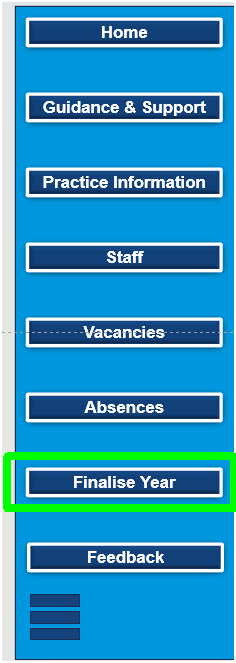 Home
Guidance & Support
Practice Information
Staff
Vacancies
Absences
Finalise Year
Feedback